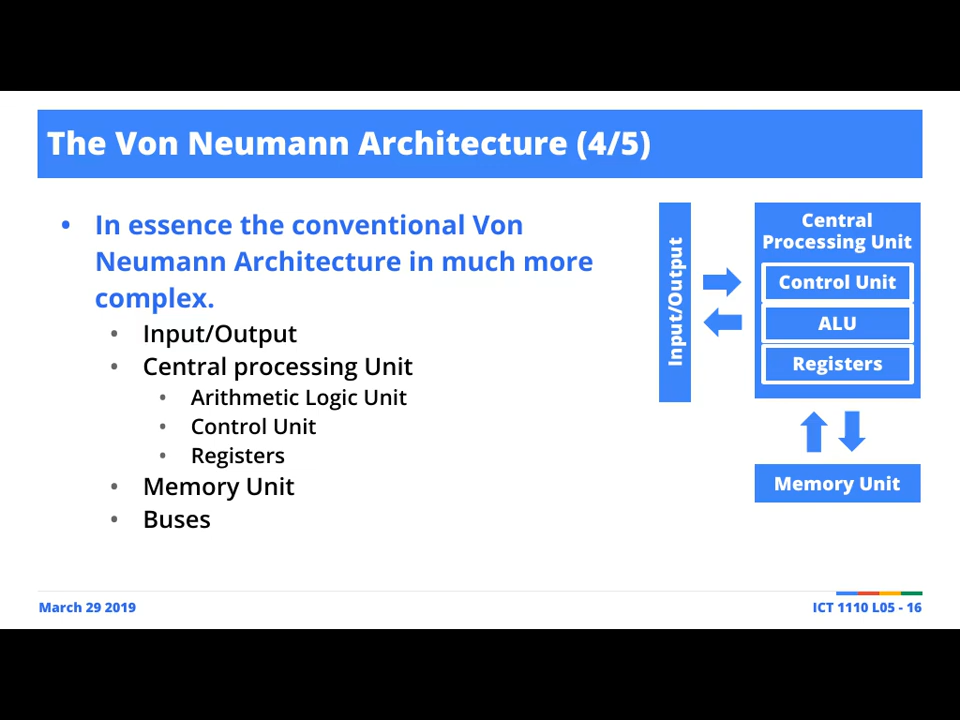 The Von Neumann Architecture (4/5)
• In essence the conventional Von
Neumann Architecture in much more
complex.
• Input/Output
• Central processing Unit
• Arithmetic Logic Unit
• Control Unit
• Registers
• Memory Unit
• Buses
Input/Output
Central
Processing Unit
Control Unit
ALU
Registers
Memory Unit
March 29 2019
ICT 1110 L05 - 16